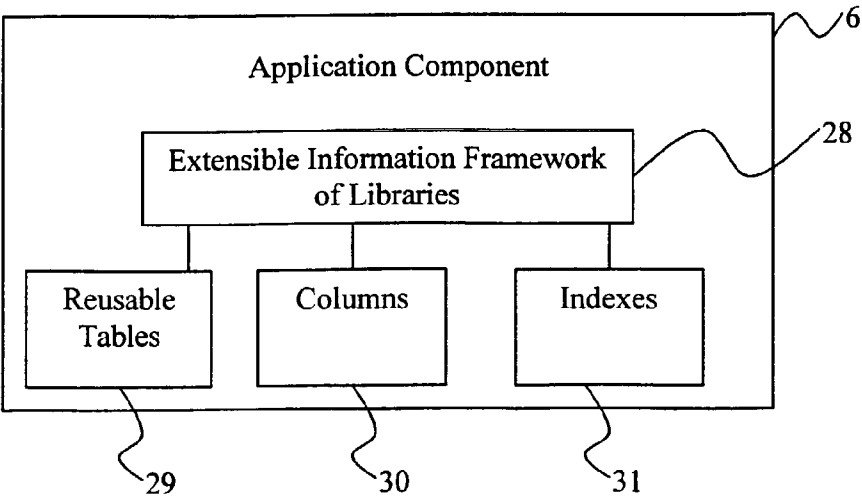 6
Application Component
28
Extensible Information Framework
of Libraries
Reusable
Tables
Columns
Indexes
29
30
31